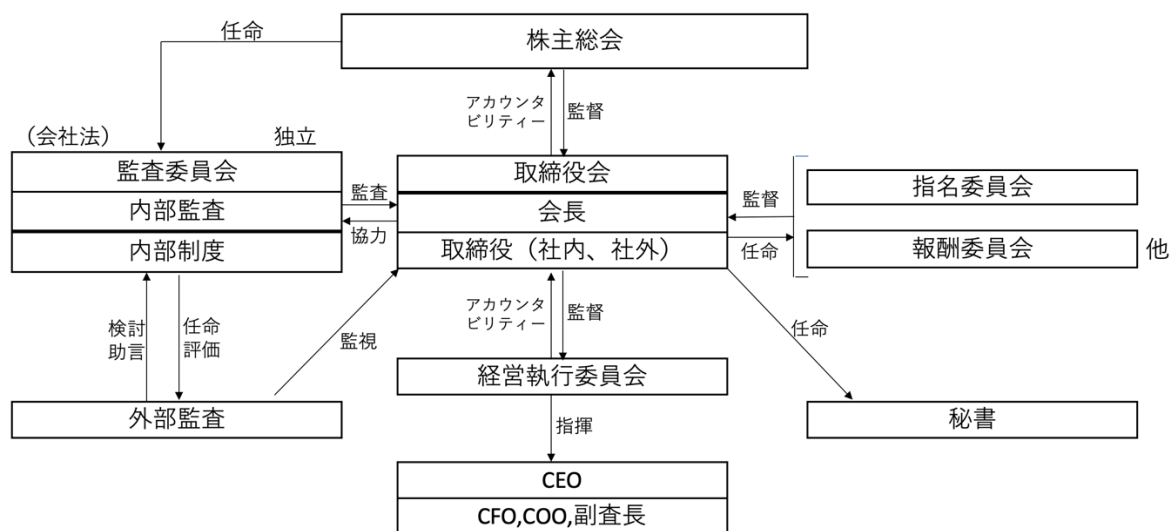 任命
株主総会
アカウンタ
ビリティー
監督
（会社法）
独立
監査委員会
内部監査
内部制度
監査
協力
取締役会
会長
取締役（社内、社外）
監督
任命
指名委員会
報酬委員会
他
検討
助言
任命
評価
監視
アカウンタ
ビリティー
監督
任命
経営執行委員会
外部監査
秘書
指揮
CEO
CFO,COO,副査長